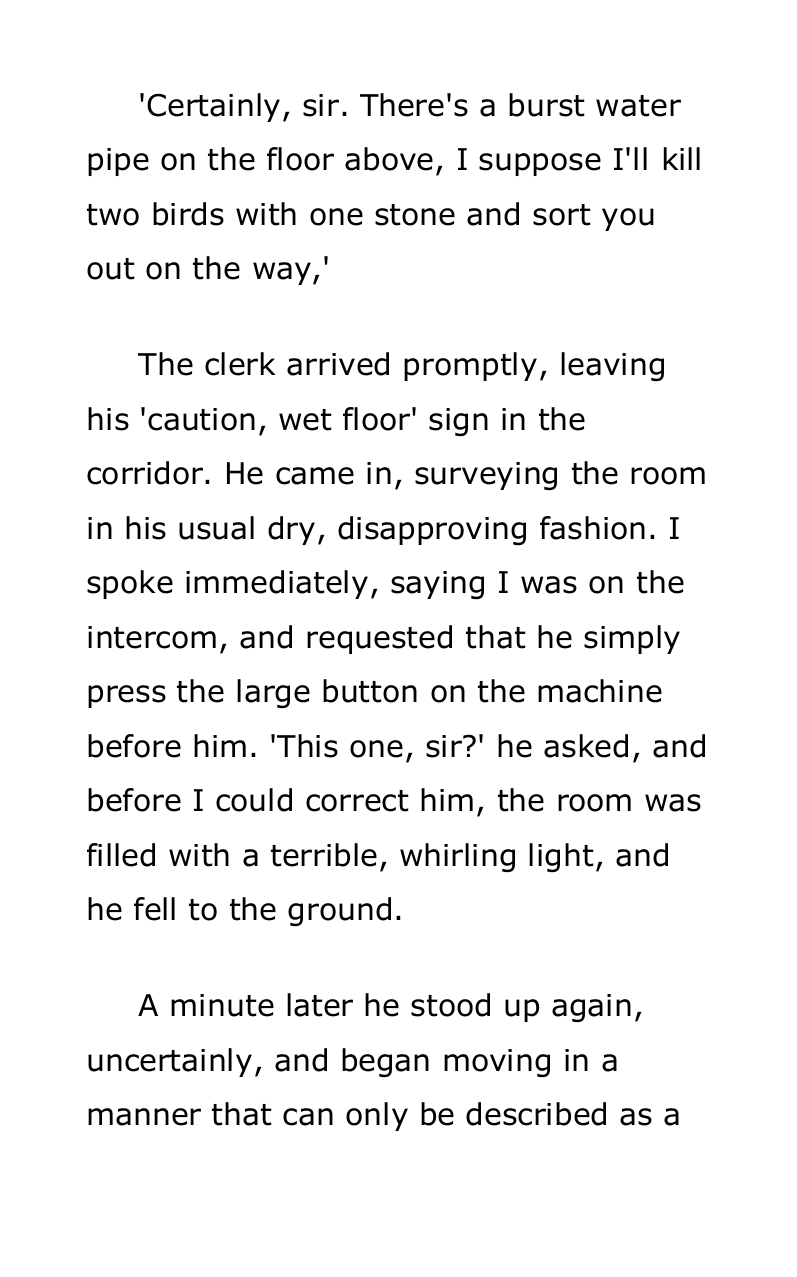 'Certainly, sir. There's a burst water
pipe on the floor above, I suppose I'll kill
two birds with one stone and sort you
out on the way,'
The clerk arrived promptly, leaving
his 'caution, wet floor' sign in the
corridor. He came in, surveying the room
in his usual dry, disapproving fashion. I
spoke immediately, saying I was on the
intercom, and requested that he simply
press the large button on the machine
before him. 'This one, sir?' he asked, and
before I could correct him, the room was
filled with a terrible, whirling light, and
he fell to the ground.
A minute later he stood up again,
uncertainly, and began moving in a
manner that can only be described as a